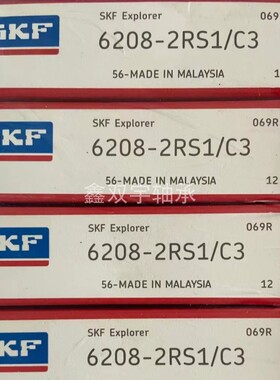 SKF
SKF Explorer 069
6208-2RS1/C3
56-MADE IN MALAYSIA 1
SKF
SKF Explorer 069R
6208-2RS1/C3
56-MADE IN MALAYSIA 12
鑫双宇轴承
SKF
SKF Explorer 069R
6208-2RS1/C3
56-MADE IN MALAYSIA 12
SKF
SKF Explorer 069R
6208-2RS1/C3